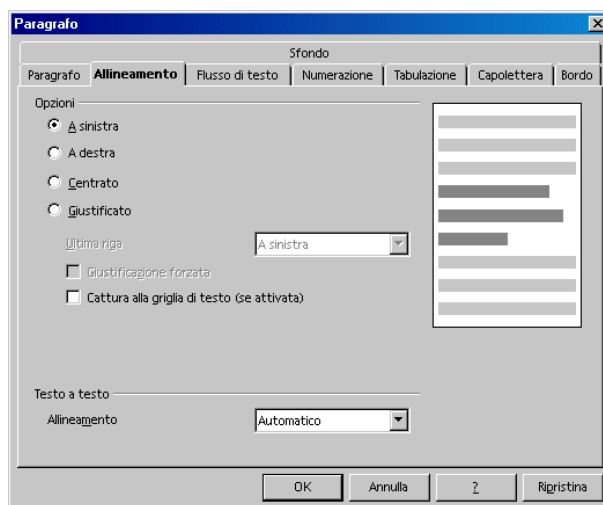 Paragrafo
Sfondo
Paragrafo Allineamento Flusso di testo Numerazione Tabulazione Capolettera Bordo
Opzioni
A sinistra
A destra
Centrato
Giustificato
Ultima riga A sinistra
Giustificazione forzata
Cattura alla griglia di testo (se attivata)
Testo a testo
Allineamento Automatico
OK Annulla ? Ripristina